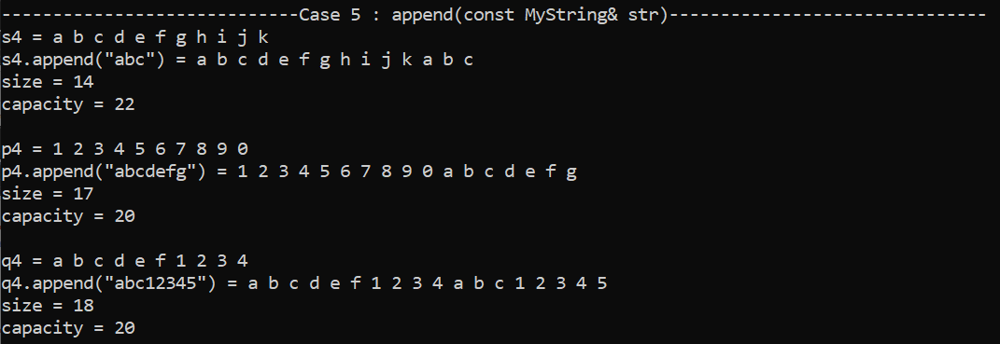 -----------------------------Case 5 : append(const MyString& str)-------------------------------
s4 = a b c d e f g h i j k
s4.append("abc") = a b c d e f g h i j k a b c
size = 14
capacity = 22
p4 = 1 2 3 4 5 6 7 8 9 0
p4.append("abcdefg") = 1 2 3 4 5 6 7 8 9 0 a b c d e f g
size = 17
capacity = 20
q4 = a b c d e f 1 2 3 4
q4.append("abc12345") = a b c d e f 1 2 3 4 a b c 1 2 3 4 5
size = 18
capacity = 20